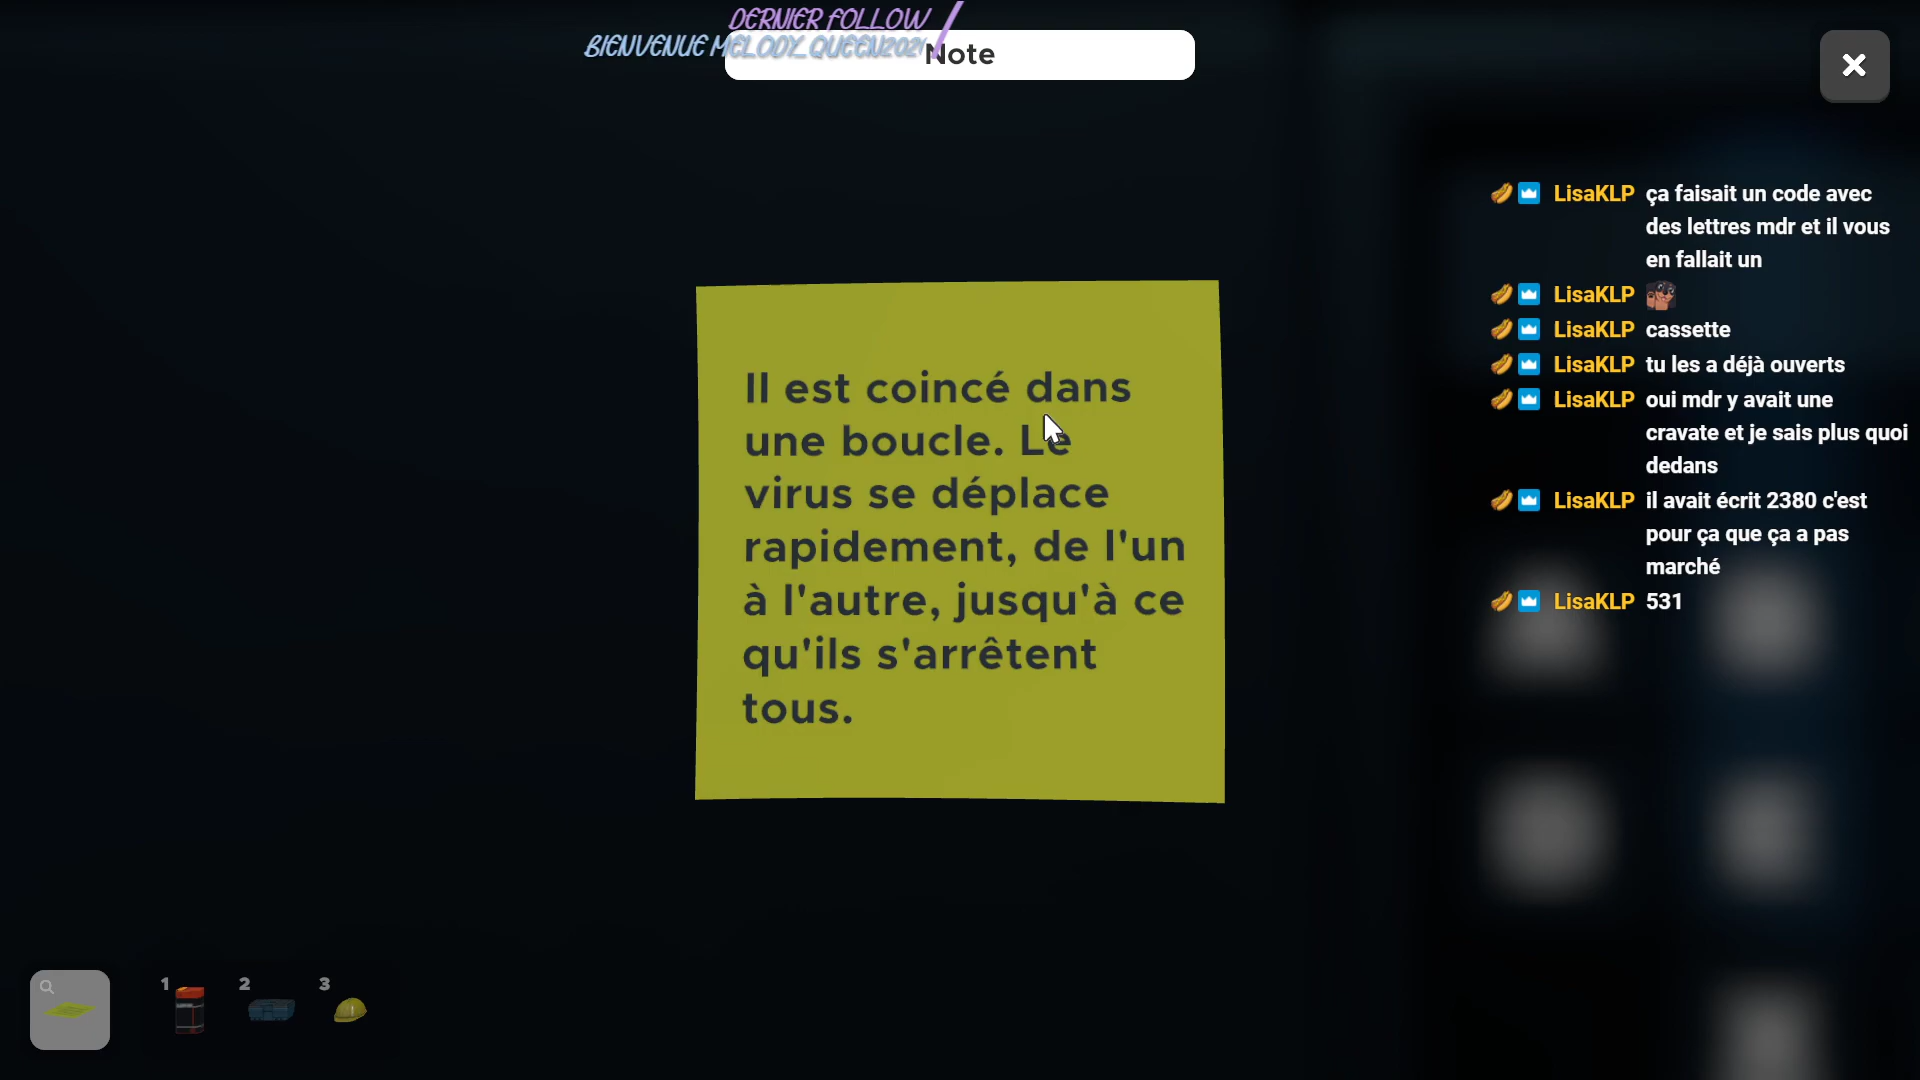 DERNIER FOLLOW
BIENVENUE MELODY_QUEEN202
Note
Il est coincé dans
une boucle. Le
virus se déplace
rapidement, de l'un
à l'autre, jusqu'à ce
qu'ils s'arrêtent
tous.
LisaKLP ça faisait un code avec
des lettres mdr et il vous
en fallait un
LisaKLP
LisaKLP cassette
LisaKLP tu les a déjà ouverts
LisaKLP oui mdr y avait une
cravate et je sais plus quoi
dedans
LisaKLP il avait écrit 2380 c'est
pour ça que ça a pas
marché
LisaKLP 531
1 2 3